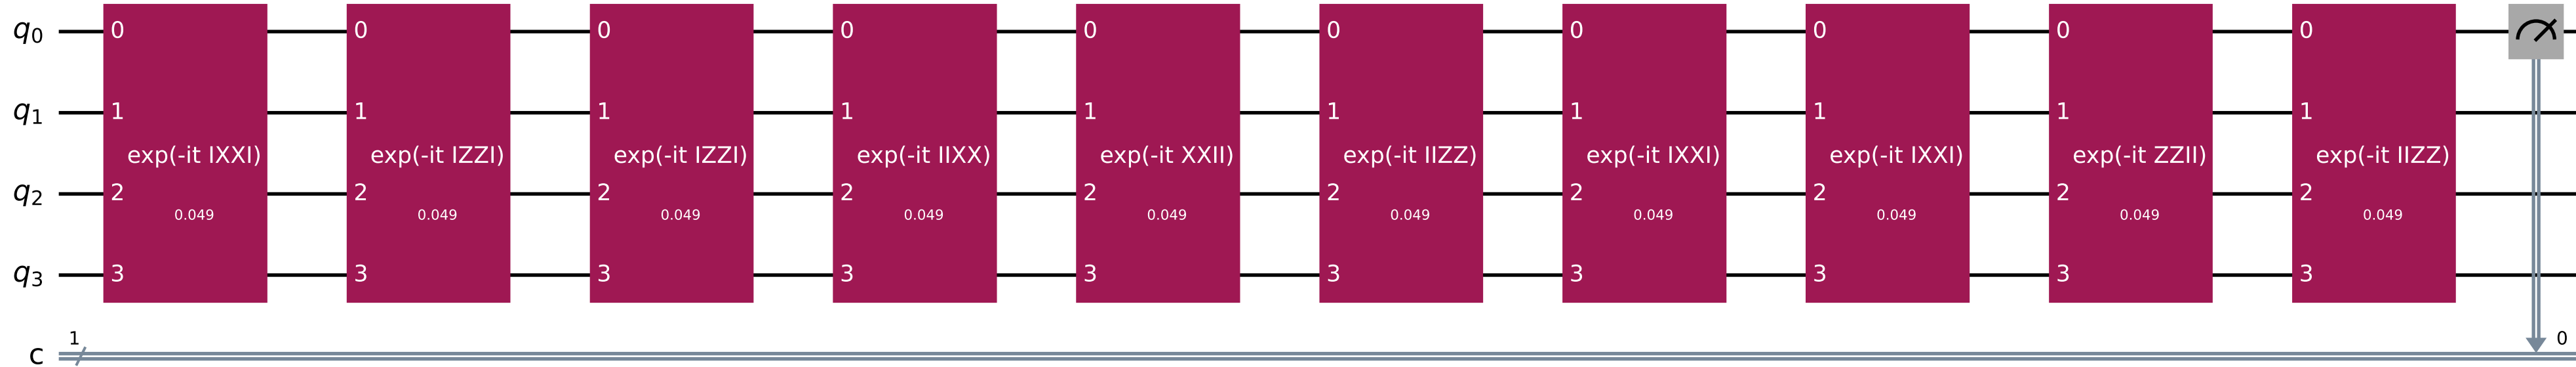 q0 0 0 0 0 0 0 0 0 0 0
q1 1 1 1 1 1 1 1 1 1 1
exp(-it IXXI) exp(-it IZZI) exp(-it IZZI) exp(-it IIXX) exp(-it XXII) exp(-it IIZZ) exp(-it IXXI) exp(-it IXXI) exp(-it ZZII) exp(-it IIZZ)
q2 2 2 2 2 2 2 2 2 2 2
0.049 0.049 0.049 0.049 0.049 0.049 0.049 0.049 0.049 0.049
q3 3 3 3 3 3 3 3 3 3 3
1 0
c